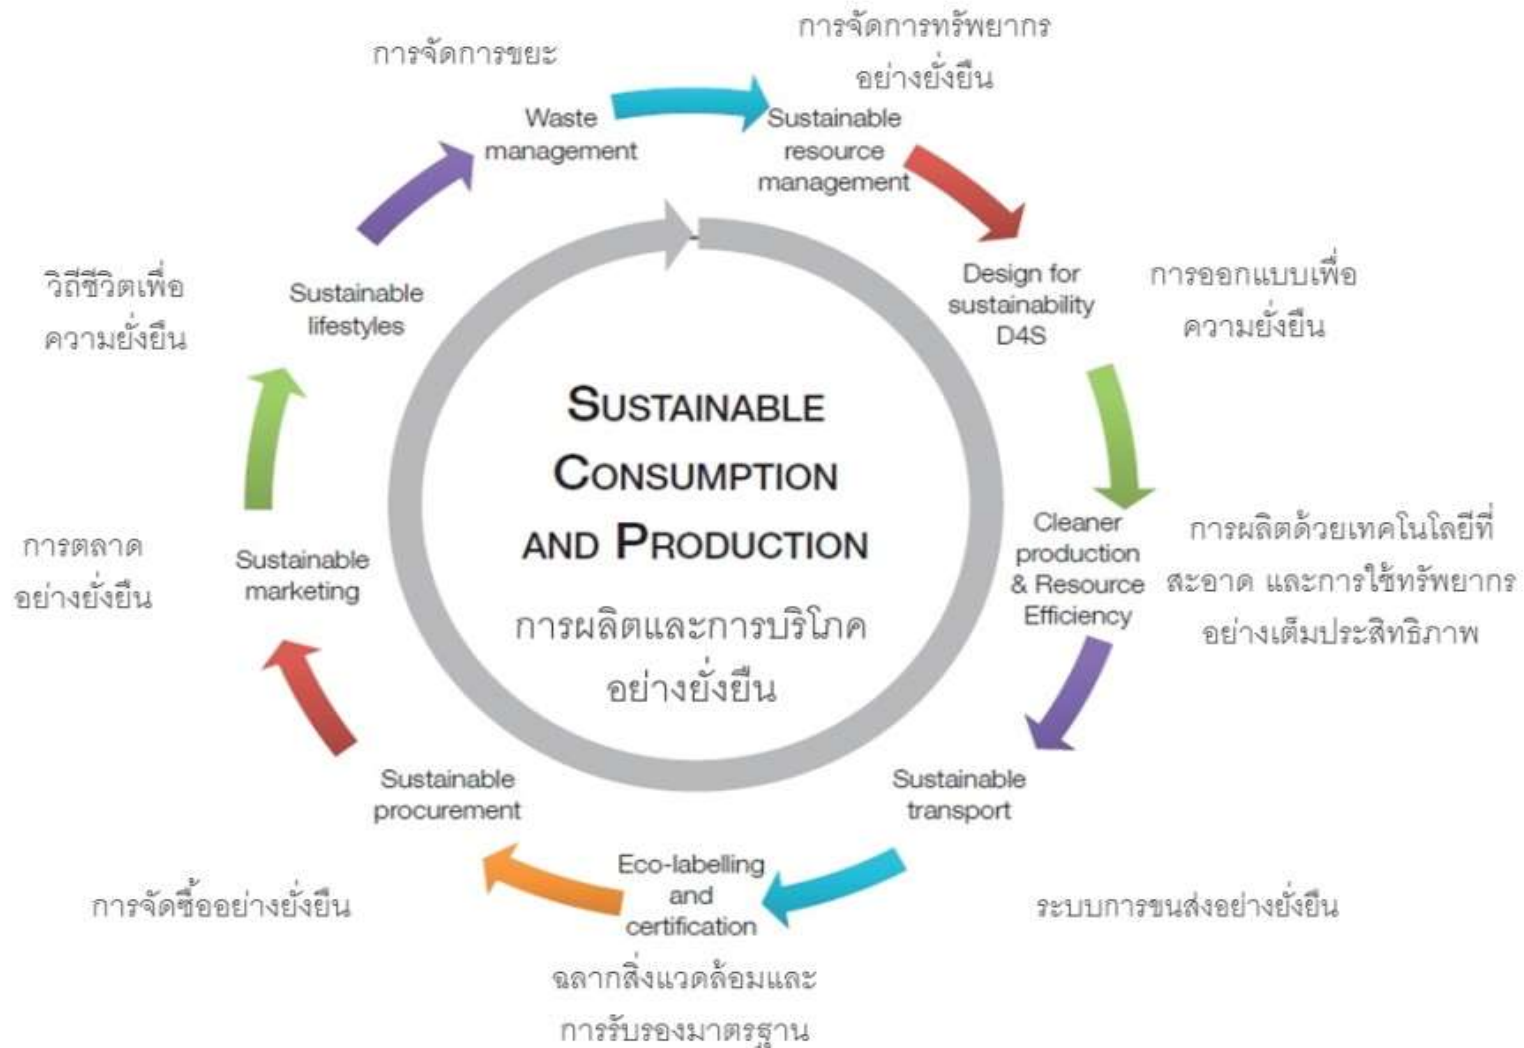 การจัดการขยะ
Waste
management
การจัดการทรัพยากร
อย่างยั่งยืน
Sustainable
resource
management
Design for
sustainability
D4S
การออกแบบเพื่อ
ความยั่งยืน
Cleaner
production
& Resource
Efficiency
การผลิตด้วยเทคโนโลยีที่
สะอาด และการใช้ทรัพยากร
อย่างเต็มประสิทธิภาพ
Sustainable
transport
ระบบการขนส่งอย่างยั่งยืน
Eco-labelling
and
certification
ฉลากสิ่งแวดล้อมและ
การรับรองมาตรฐาน
Sustainable
procurement
การจัดซื้ออย่างยั่งยืน
Sustainable
marketing
การตลาด
อย่างยั่งยืน
Sustainable
lifestyles
วิถีชีวิตเพื่อ
ความยั่งยืน
SUSTAINABLE
CONSUMPTION
AND PRODUCTION
การผลิตและการบริโภค
อย่างยั่งยืน